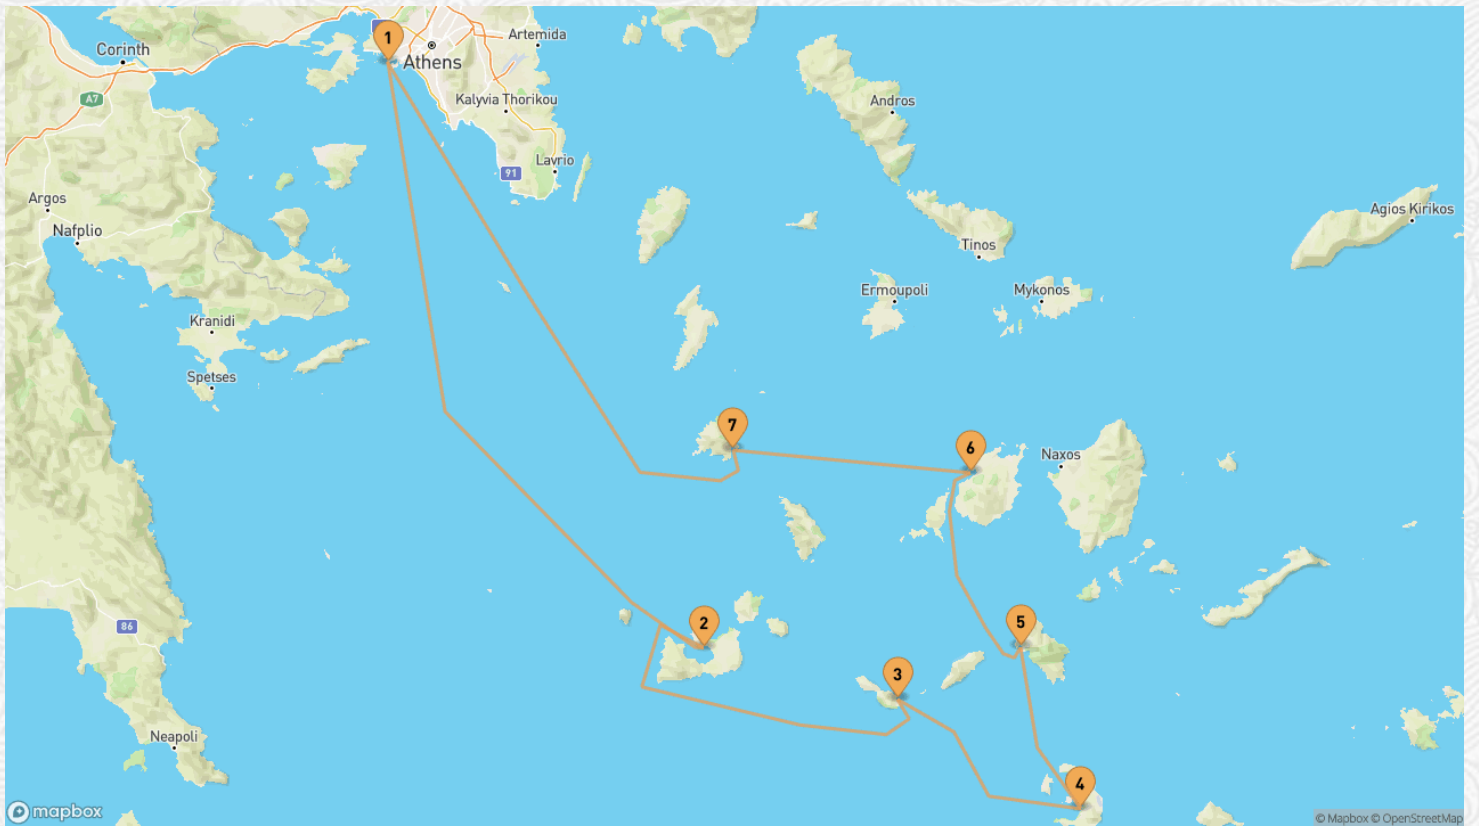 1
Athens
Corinth
Artemida
A7
Kalyvia Thorikou
Andros
91
Lavrio
Argos
Nafplio
Agios Kirikos
Tinos
Ermoupoli
Mykonos
Kranidi
Spetses
7
6
Naxos
86
2
5
3
Neapoli
4
mapbox
© Mapbox © OpenStreetMap